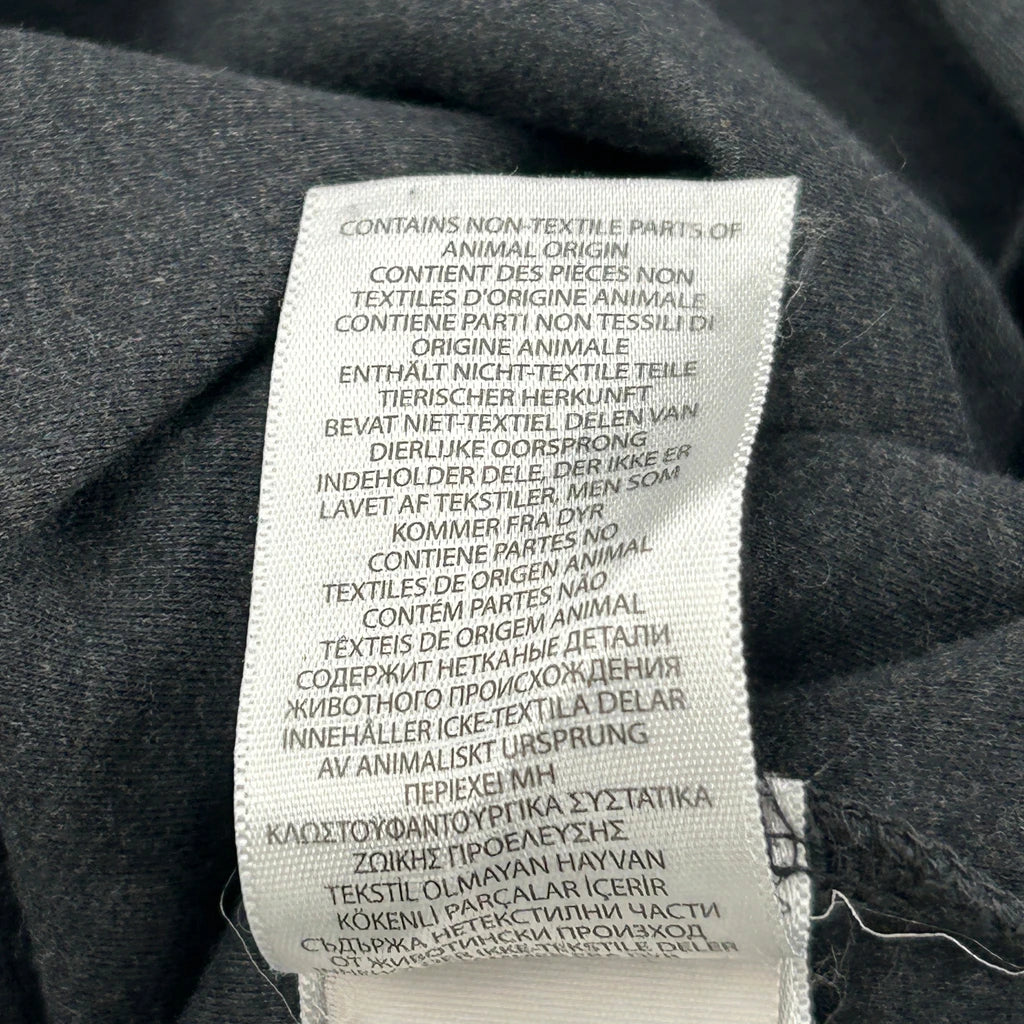 CONTAINS NON-TEXTILE PARTS OF
ANIMAL ORIGIN
CONTIENT DES PIÈCES NON
TEXTILES D'ORIGINE ANIMALE
CONTIENE PARTI NON TESSILI DI
ORIGINE ANIMALE
ENTHÄLT NICHT-TEXTILE TEILE
TIERISCHER HERKUNFT
BEVAT NIET-TEXTIEL DELEN VAN
DIERLIJKE OORSPRONG
INDEHOLDER DELE, DER IKKE ER
LAVET AF TEKSTILER, MEN SOM
KOMMER FRA DYR
CONTIENE PARTES NO
TEXTILES DE ORIGEN ANIMAL
CONTÉM PARTES NÃO
TÊXTEIS DE ORIGEM ANIMAL
СОДЕРЖИТ НЕТКАНЫЕ ДЕТАЛИ
ЖИВОТНОГО ПРОИСХОЖДЕНИЯ
INNEHÅLLER ICKE-TEXTILA DELAR
AV ANIMALISKT URSPRUNG
ΠΕΡΙΕΧΕΙ ΜΗ
ΚΛΩΣΤΟΥΦΑΝΤΟΥΡΓΙΚΑ ΣΥΣΤΑΤΙΚΑ
ΖΩΙΚΗΣ ΠΡΟΕΛΕΥΣΗΣ
TEKSTİL OLMAYAN HAYVAN
KÖKENLİ PARÇALAR İÇERİR
СЪДЪРЖА НЕТЕКСТИЛНИ ЧАСТИ
ОТ ЖИВОТИНСКИ ПРОИЗХОД
IKKE-TEKSTILE DELER